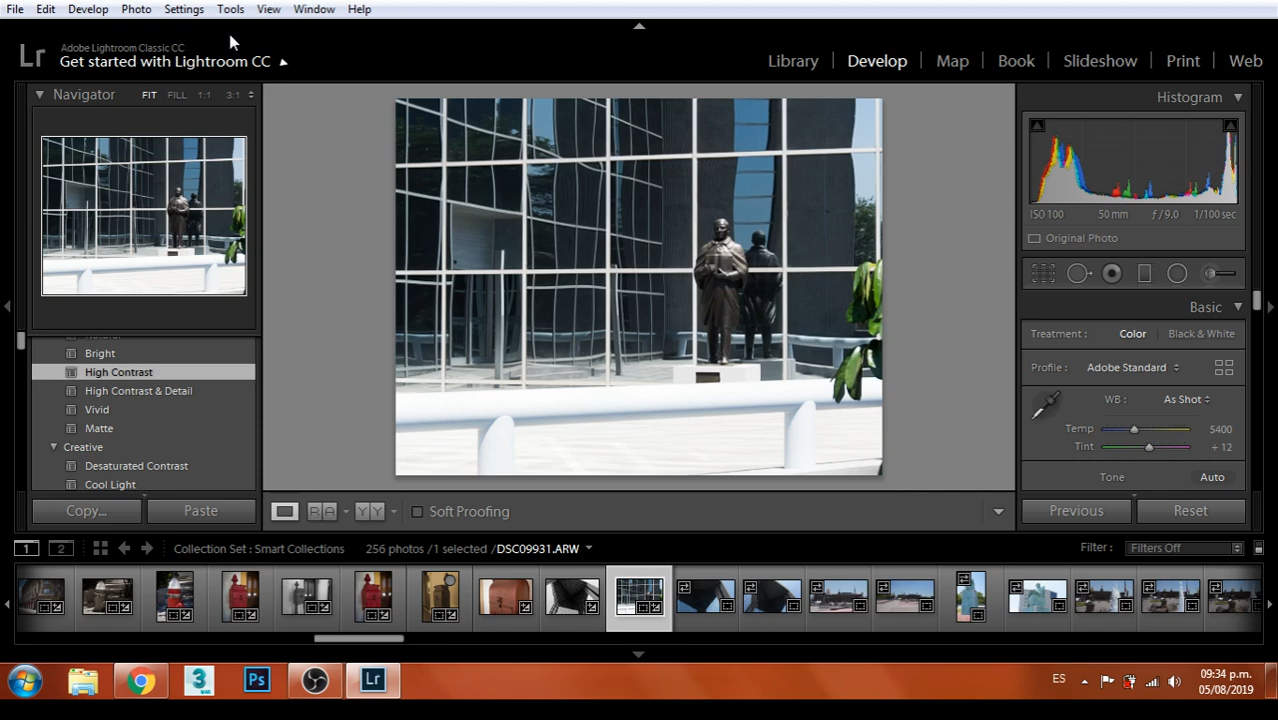 File Edit Develop Photo Settings Tools View Window Help
Lr Adobe Lightroom Classic CC
Get started with Lightroom CC
Library Develop Map Book Slideshow Print Web
Navigator FIT FILL 1:1 3:1
Histogram
ISO 100 50 mm ƒ/9.0 1/100 sec
Original Photo
Basic
Treatment : Color Black & White
Profile : Adobe Standard
WB : As Shot
Temp 5400
Tint + 12
Tone Auto
Bright
High Contrast
High Contrast & Detail
Vivid
Matte
Creative
Desaturated Contrast
Cool Light
Copy... Paste
RA YY Soft Proofing
Previous Reset
1 2 Collection Set : Smart Collections 256 photos /1 selected /DSC09931.ARW
Filter : Filters Off
3 Ps Lr
ES 09:34 p.m.
05/08/2019